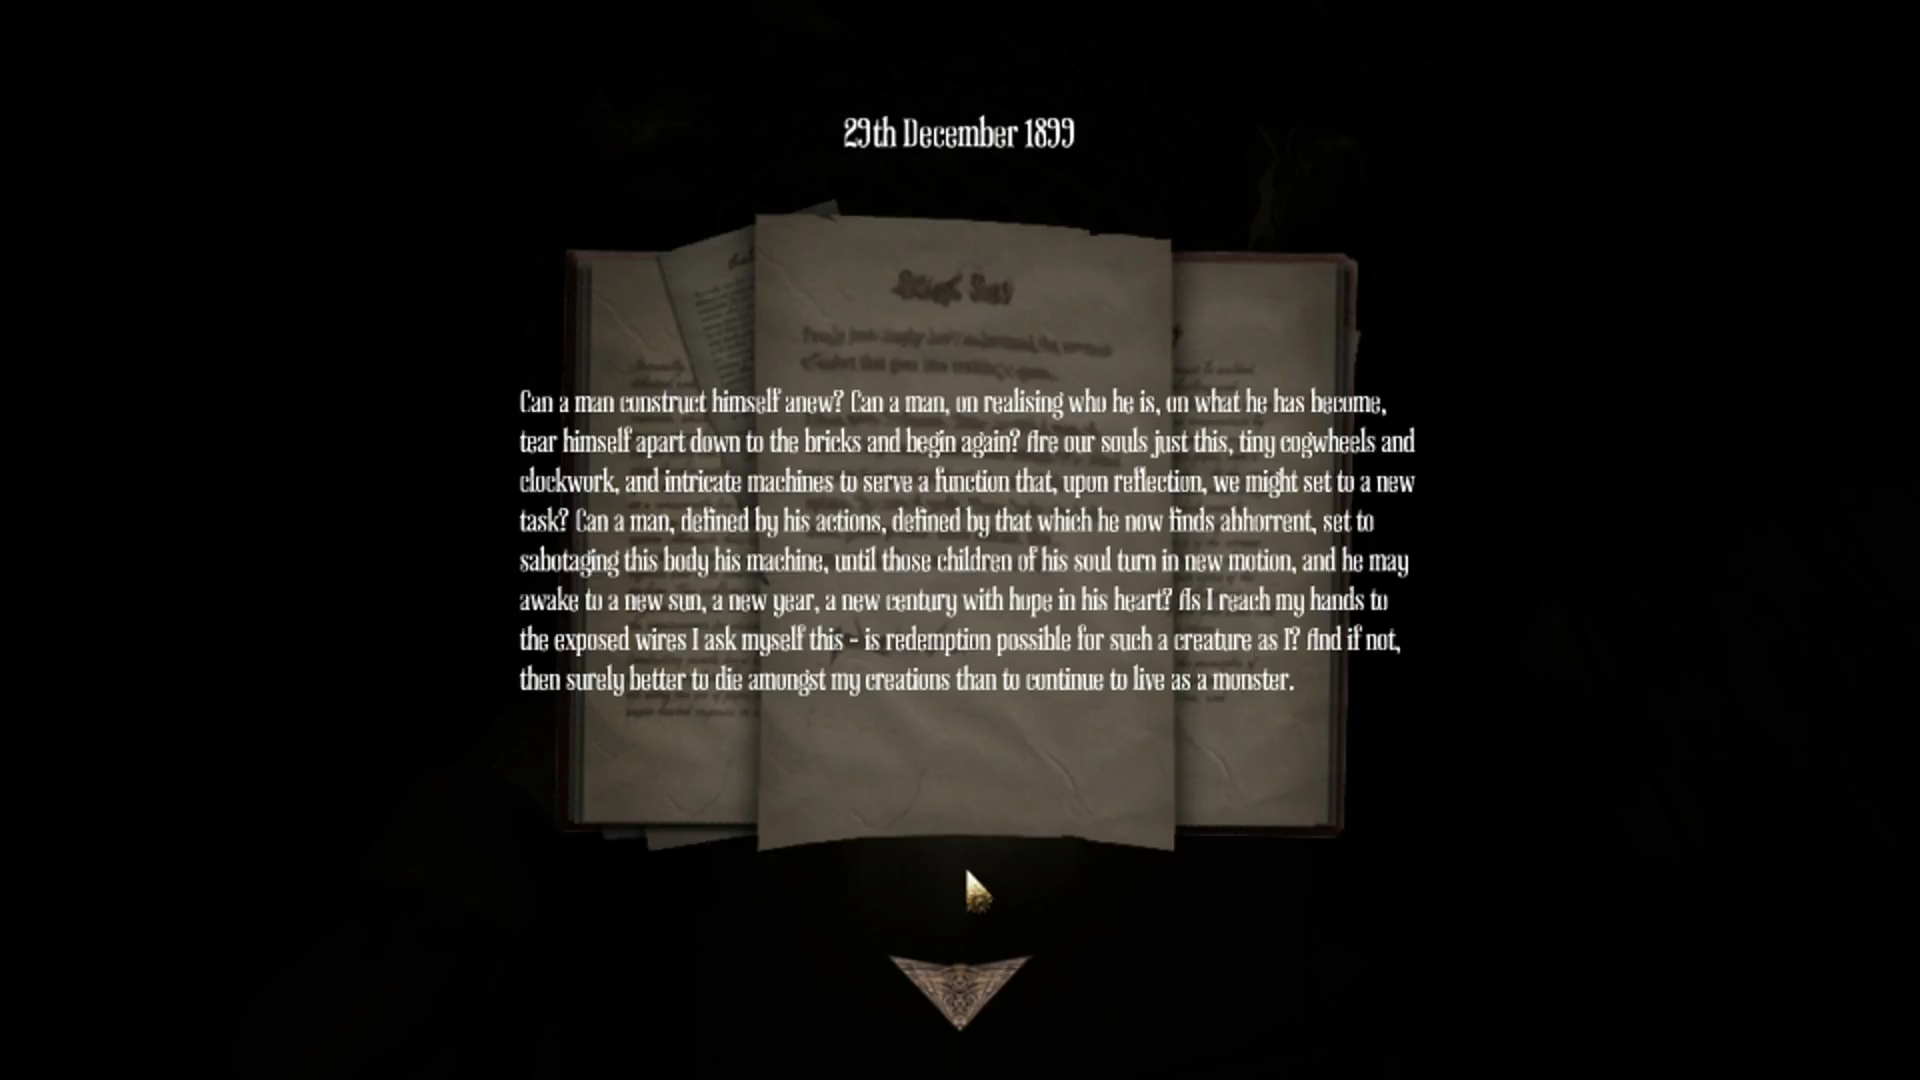 29th December 1899
Can a man construct himself anew? Can a man, on realising who he is, on what he has become,
tear himself apart down to the bricks and begin again? Are our souls just this, tiny cogwheels and
clockwork, and intricate machines to serve a function that, upon reflection, we might set to a new
task? Can a man, defined by his actions, defined by that which he now finds abhorrent, set to
sabotaging this body his machine, until those children of his soul turn in new motion, and he may
awake to a new sun, a new year, a new century with hope in his heart? As I reach my hands to
the exposed wires I ask myself this - is redemption possible for such a creature as I? And if not,
then surely better to die amongst my creations than to continue to live as a monster.